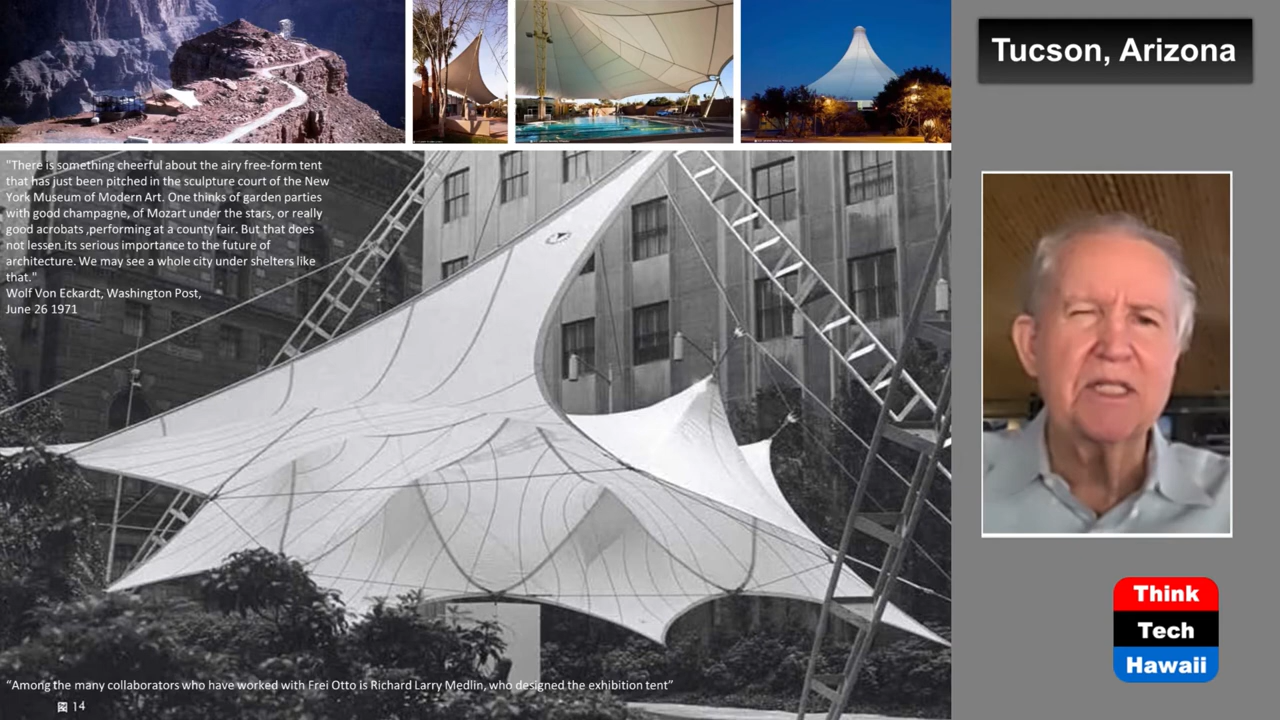 Tucson, Arizona
"There is something cheerful about the airy free-form tent
that has just been pitched in the sculpture court of the New
York Museum of Modern Art. One thinks of garden parties
with good champagne, of Mozart under the stars, or really
good acrobats ,performing at a county fair. But that does
not lessen its serious importance to the future of
architecture. We may see a whole city under shelters like
that."
Wolf Von Eckardt, Washington Post,
June 26 1971
“Among the many collaborators who have worked with Frei Otto is Richard Larry Medlin, who designed the exhibition tent”
14
Think
Tech
Hawaii